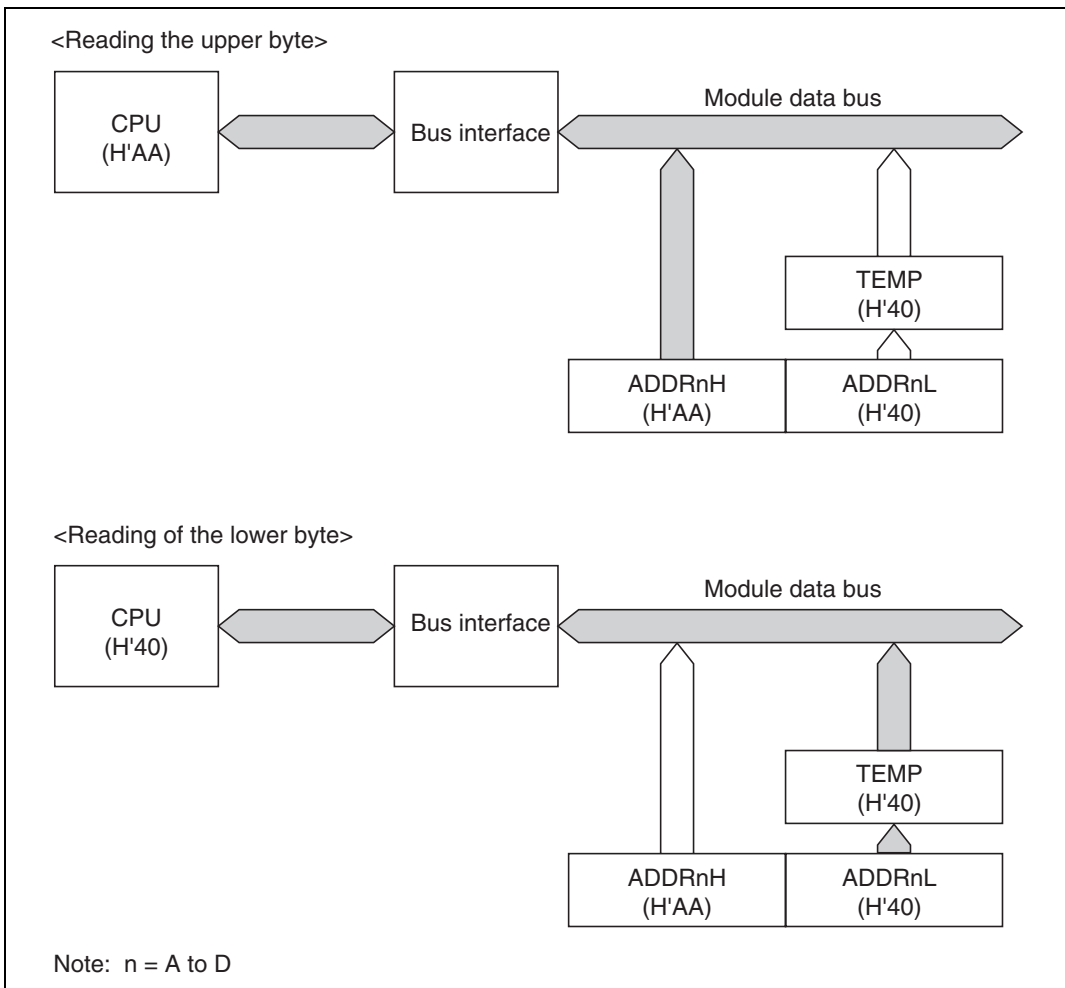 <Reading the upper byte>
Module data bus
CPU
(H'AA)
Bus interface
TEMP
(H'40)
ADDRnH
(H'AA)
ADDRnL
(H'40)
<Reading of the lower byte>
Module data bus
CPU
(H'40)
Bus interface
TEMP
(H'40)
ADDRnH
(H'AA)
ADDRnL
(H'40)
Note: n = A to D